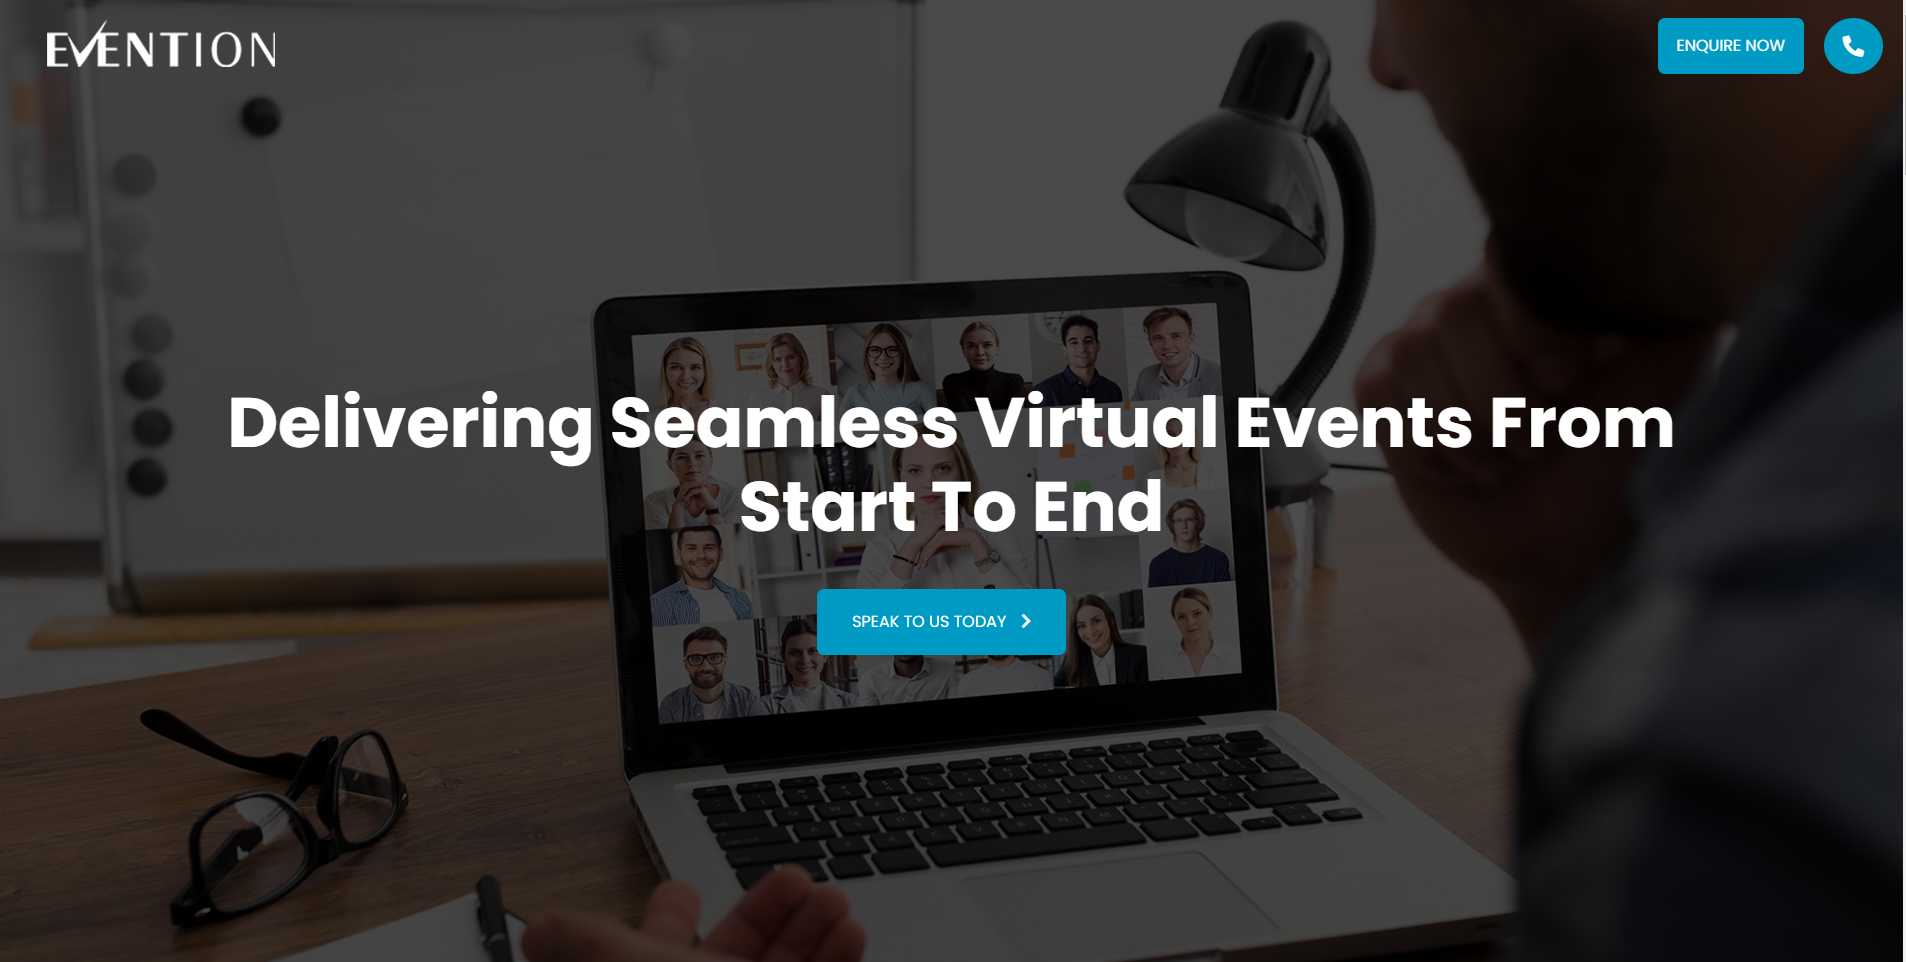 EVENTION
ENQUIRE NOW
Delivering Seamless Virtual Events From
Start To End
SPEAK TO US TODAY